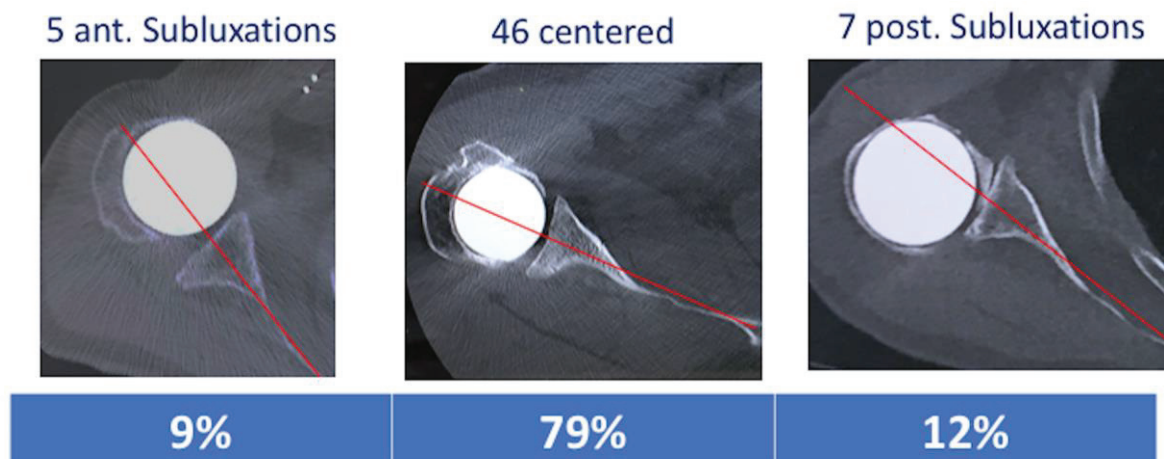 5 ant. Subluxations
46 centered
7 post. Subluxations
9%
79%
12%